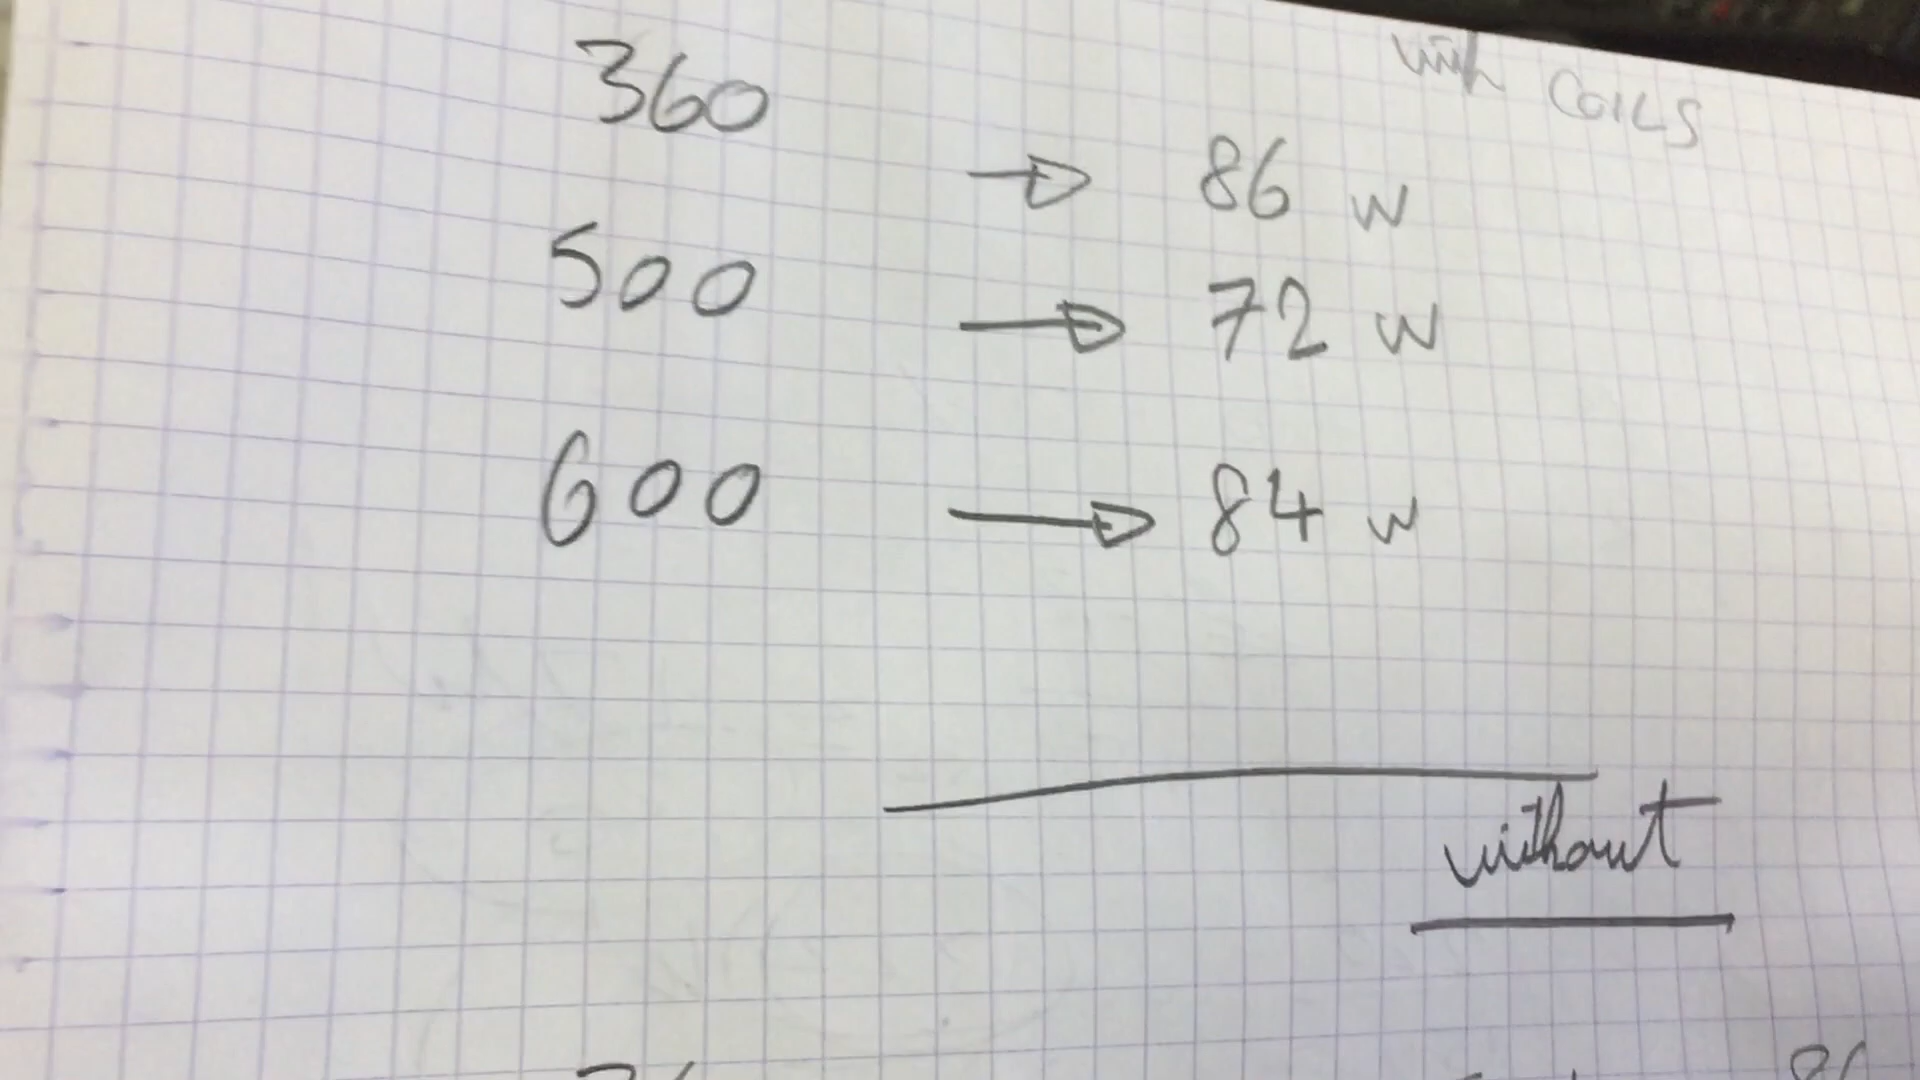 with COILS
360 → 86 W
500 → 72 W
600 → 84 W
without